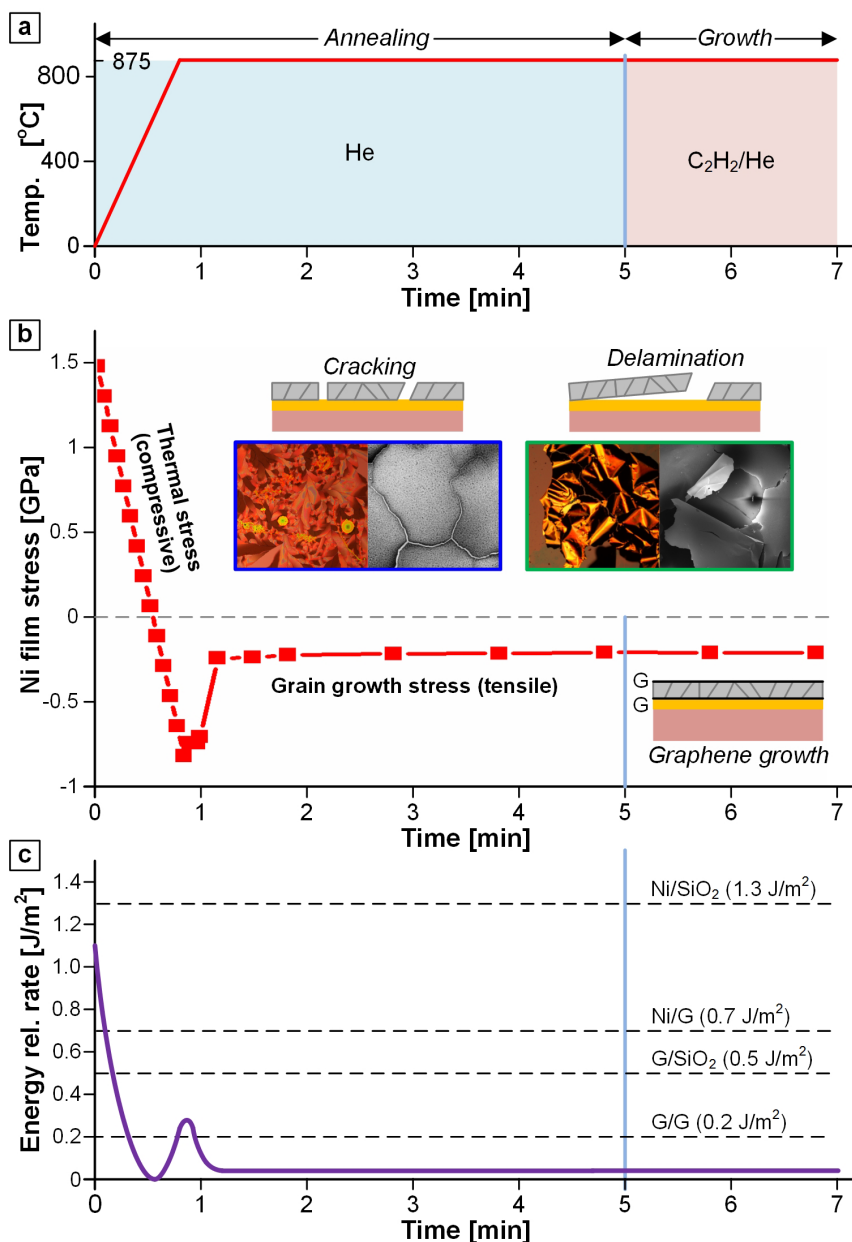 a
Annealing
Growth
Temp. [°C]
875
800
400
0
He
C₂H₂/He
0 1 2 3 4 5 6 7
Time [min]
b
Ni film stress [GPa]
1.5
1
0.5
0
-0.5
-1
Thermal stress
(compressive)
Cracking
Delamination
Grain growth stress (tensile)
G
G
Graphene growth
0 1 2 3 4 5 6 7
Time [min]
c
Energy rel. rate [J/m²]
1.4
1.2
1.0
0.8
0.6
0.4
0.2
0
Ni/SiO₂ (1.3 J/m²)
Ni/G (0.7 J/m²)
G/SiO₂ (0.5 J/m²)
G/G (0.2 J/m²)
0 1 2 3 4 5 6 7
Time [min]